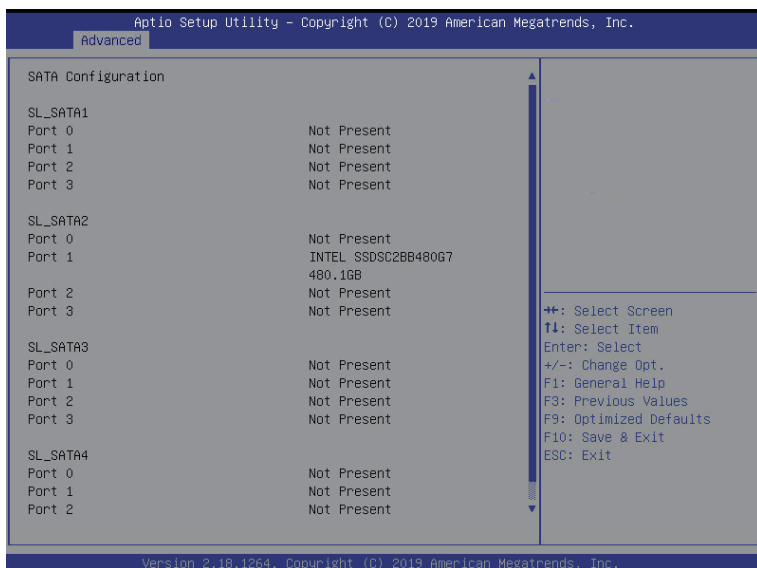 Aptio Setup Utility – Copyright (C) 2019 American Megatrends, Inc.
Advanced
SATA Configuration
SL_SATA1
Port 0 Not Present
Port 1 Not Present
Port 2 Not Present
Port 3 Not Present
SL_SATA2
Port 0 Not Present
Port 1 INTEL SSDSC2BB480G7
480.1GB
Port 2 Not Present
Port 3 Not Present
SL_SATA3
Port 0 Not Present
Port 1 Not Present
Port 2 Not Present
Port 3 Not Present
SL_SATA4
Port 0 Not Present
Port 1 Not Present
Port 2 Not Present
→←: Select Screen
↑↓: Select Item
Enter: Select
+/-: Change Opt.
F1: General Help
F3: Previous Values
F9: Optimized Defaults
F10: Save & Exit
ESC: Exit
Version 2.18.1264. Copyright (C) 2019 American Megatrends, Inc.